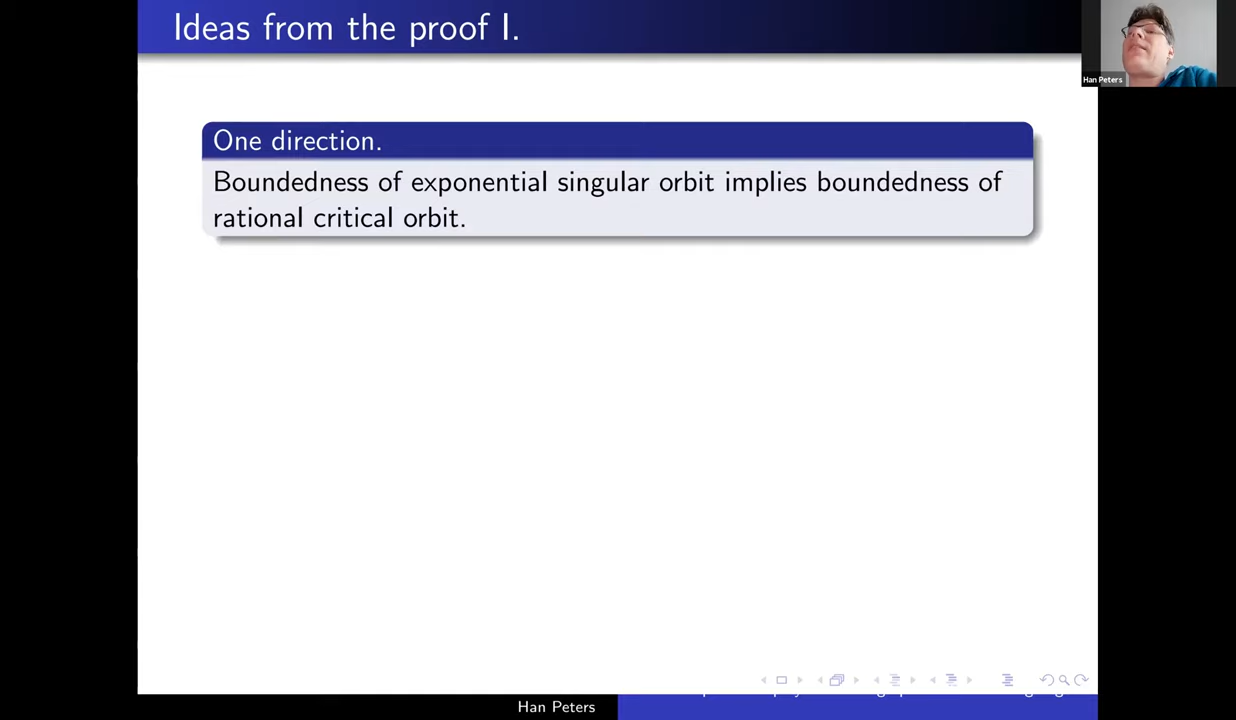 Ideas from the proof I.
Han Peters
One direction.
Boundedness of exponential singular orbit implies boundedness of
rational critical orbit.
Han Peters